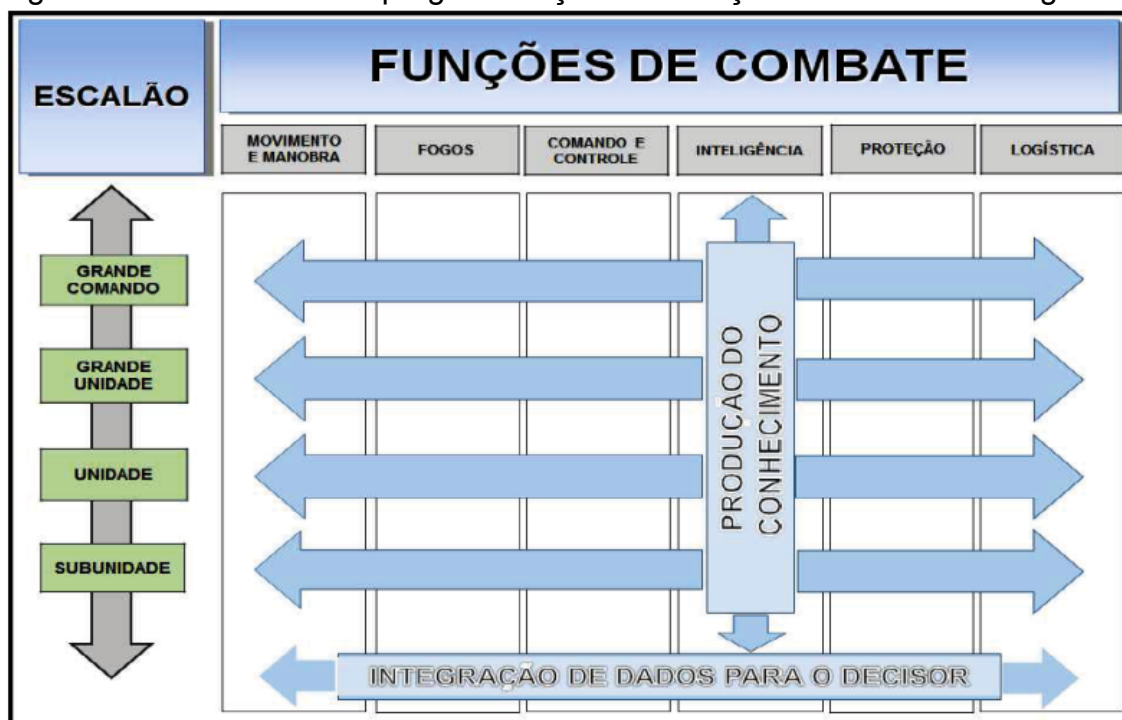 ESCALÃO
FUNÇÕES DE COMBATE
MOVIMENTO
E MANOBRA
FOGOS
COMANDO E
CONTROLE
INTELIGÊNCIA
PROTEÇÃO
LOGÍSTICA
GRANDE
COMANDO
GRANDE
UNIDADE
UNIDADE
SUBUNIDADE
PRODUÇÃO DO
CONHECIMENTO
INTEGRAÇÃO DE DADOS PARA O DECISOR